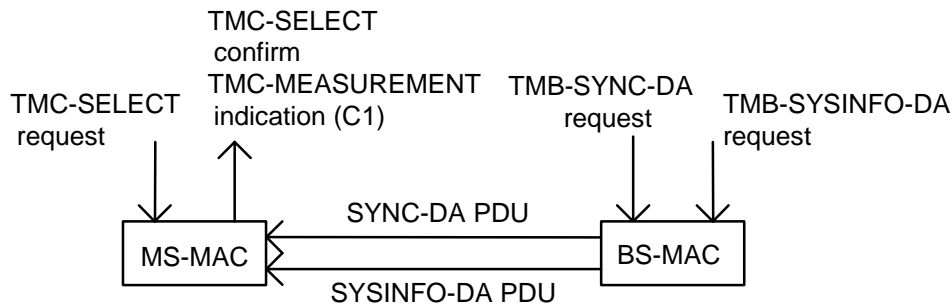 TMC-SELECT
confirm
TMC-MEASUREMENT
indication (C1)
TMC-SELECT
request
TMB-SYNC-DA
request
TMB-SYSINFO-DA
request
SYNC-DA PDU
MS-MAC
BS-MAC
SYSINFO-DA PDU